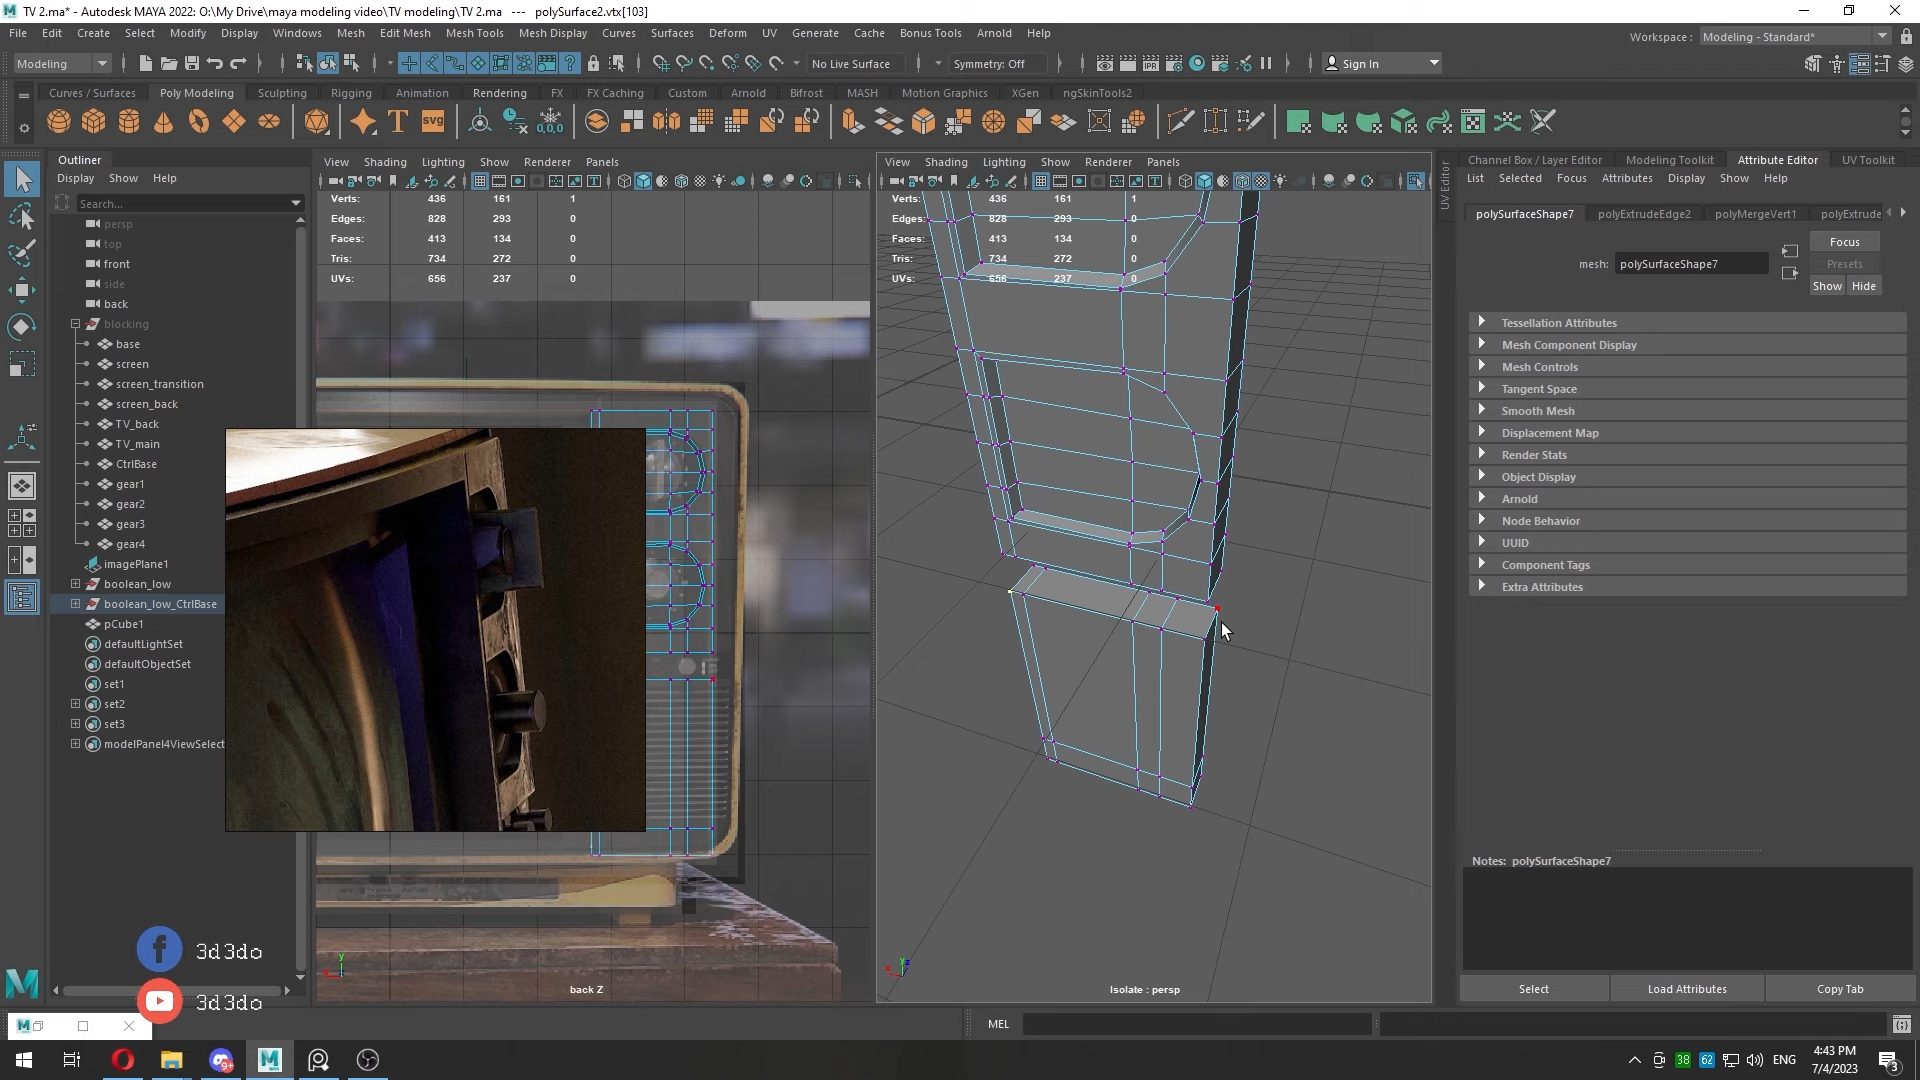 TV 2.ma* - Autodesk MAYA 2022: O:\My Drive\maya modeling video\TV modeling\TV 2.ma --- polySurface2.vtx[103]
File Edit Create Select Modify Display Windows Mesh Edit Mesh Mesh Tools Mesh Display Curves Surfaces Deform UV Generate Cache Bonus Tools Arnold Help
Workspace : Modeling - Standard*
Modeling No Live Surface Symmetry: Off Sign In
Curves / Surfaces Poly Modeling Sculpting Rigging Animation Rendering FX FX Caching Custom Arnold Bifrost MASH Motion Graphics XGen ngSkinTools2
T svg 0,0,0
Outliner
Display Show Help
Search...
persp
top
front
side
back
blocking
base
screen
screen_transition
screen_back
TV_back
TV_main
CtrlBase
gear1
gear2
gear3
gear4
imagePlane1
boolean_low
boolean_low_CtrlBase
pCube1
defaultLightSet
defaultObjectSet
set1
set2
set3
modelPanel4ViewSelect
View Shading Lighting Show Renderer Panels
Verts: 436 161 1
Edges: 828 293 0
Faces: 413 134 0
Tris: 734 272 0
UVs: 656 237 0
back Z
View Shading Lighting Show Renderer Panels
Verts: 436 161 1
Edges: 828 293 0
Faces: 413 134 0
Tris: 734 272 0
UVs: 656 237 0
Isolate : persp
UV Editor
Channel Box / Layer Editor Modeling Toolkit Attribute Editor UV Toolkit
List Selected Focus Attributes Display Show Help
polySurfaceShape7 polyExtrudeEdge2 polyMergeVert1 polyExtrude
Focus
mesh: polySurfaceShape7
Presets
Show Hide
Tessellation Attributes
Mesh Component Display
Mesh Controls
Tangent Space
Smooth Mesh
Displacement Map
Render Stats
Object Display
Arnold
Node Behavior
UUID
Component Tags
Extra Attributes
Notes: polySurfaceShape7
Select Load Attributes Copy Tab
3d3do
3d3do
MEL
9+
38 62 ENG
4:43 PM
7/4/2023
3